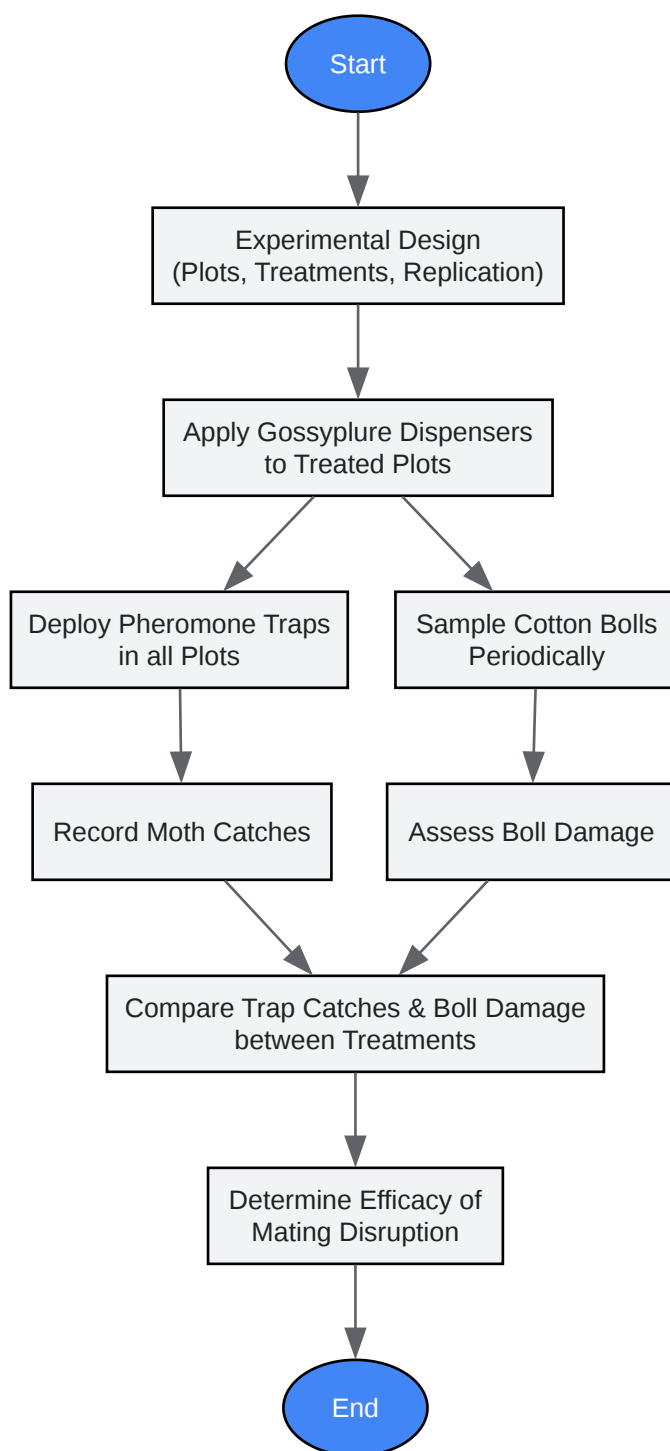 Start
Experimental Design
(Plots, Treatments, Replication)
Apply Gossyplure Dispensers
to Treated Plots
Deploy Pheromone Traps
in all Plots
Sample Cotton Bolls
Periodically
Record Moth Catches
Assess Boll Damage
Compare Trap Catches & Boll Damage
between Treatments
Determine Efficacy of
Mating Disruption
End